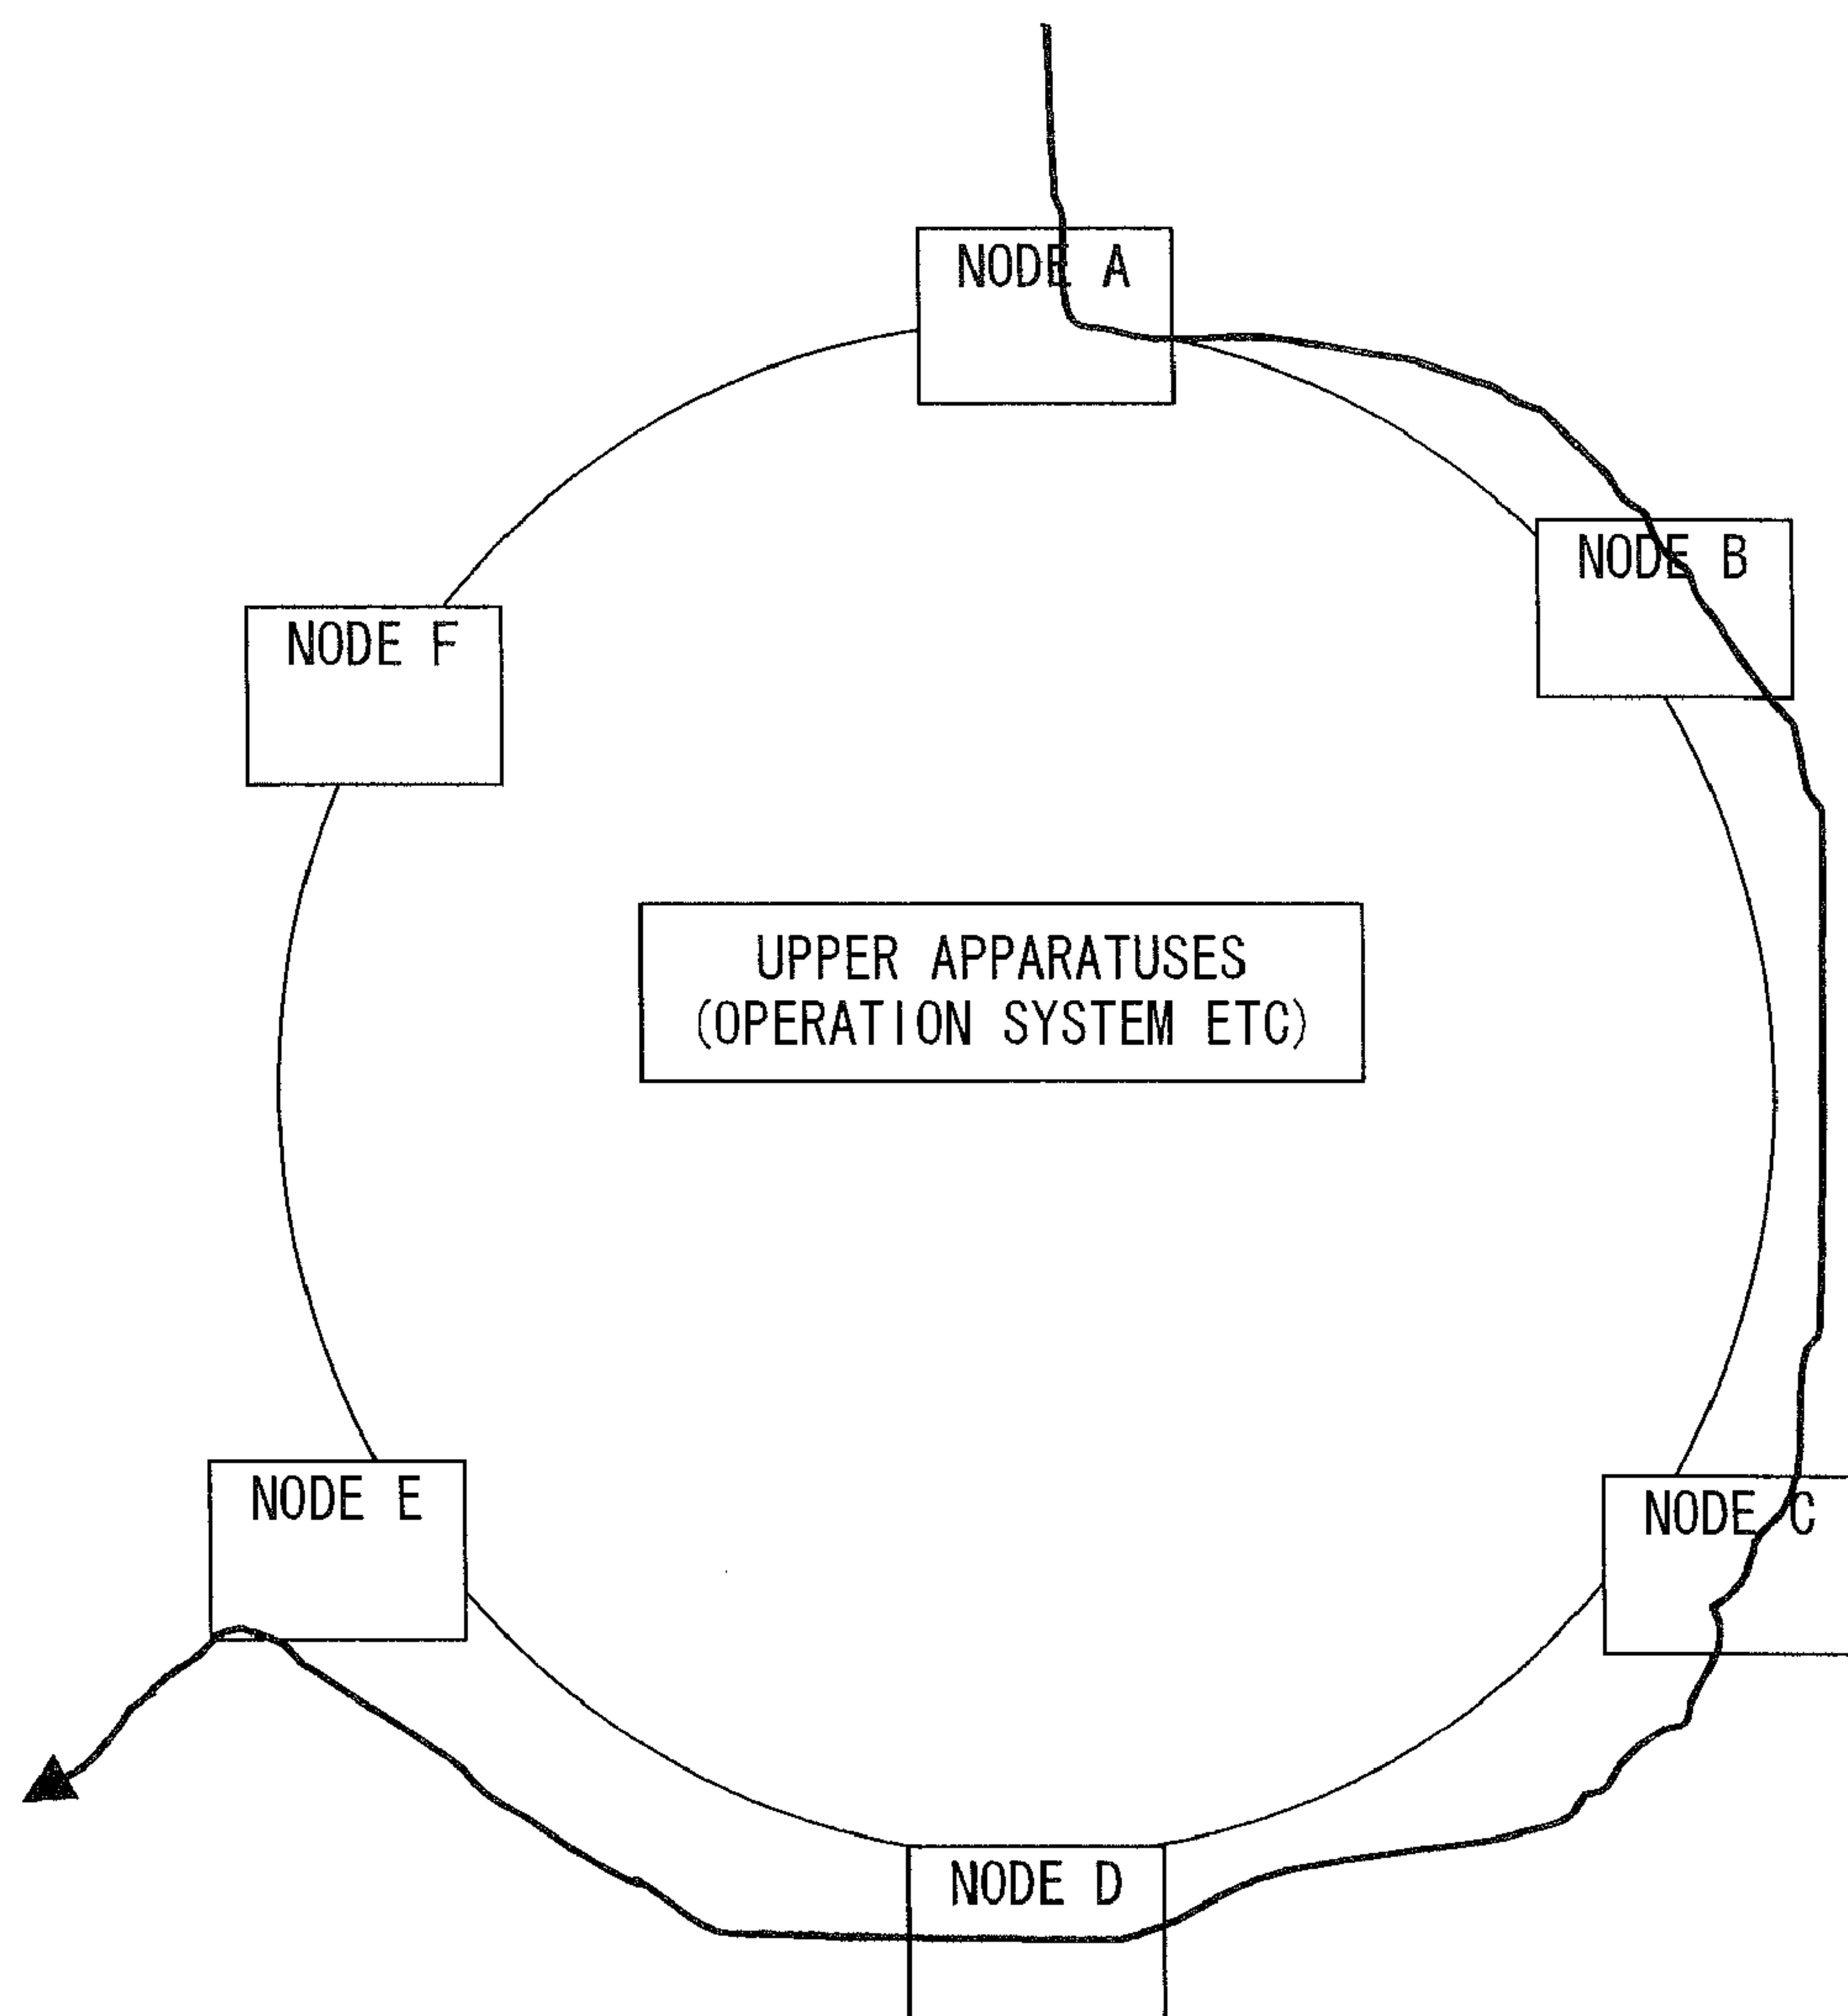 NODE A
NODE B
NODE F
UPPER APPARATUSES
(OPERATION SYSTEM ETC)
NODE E
NODE C
NODE D